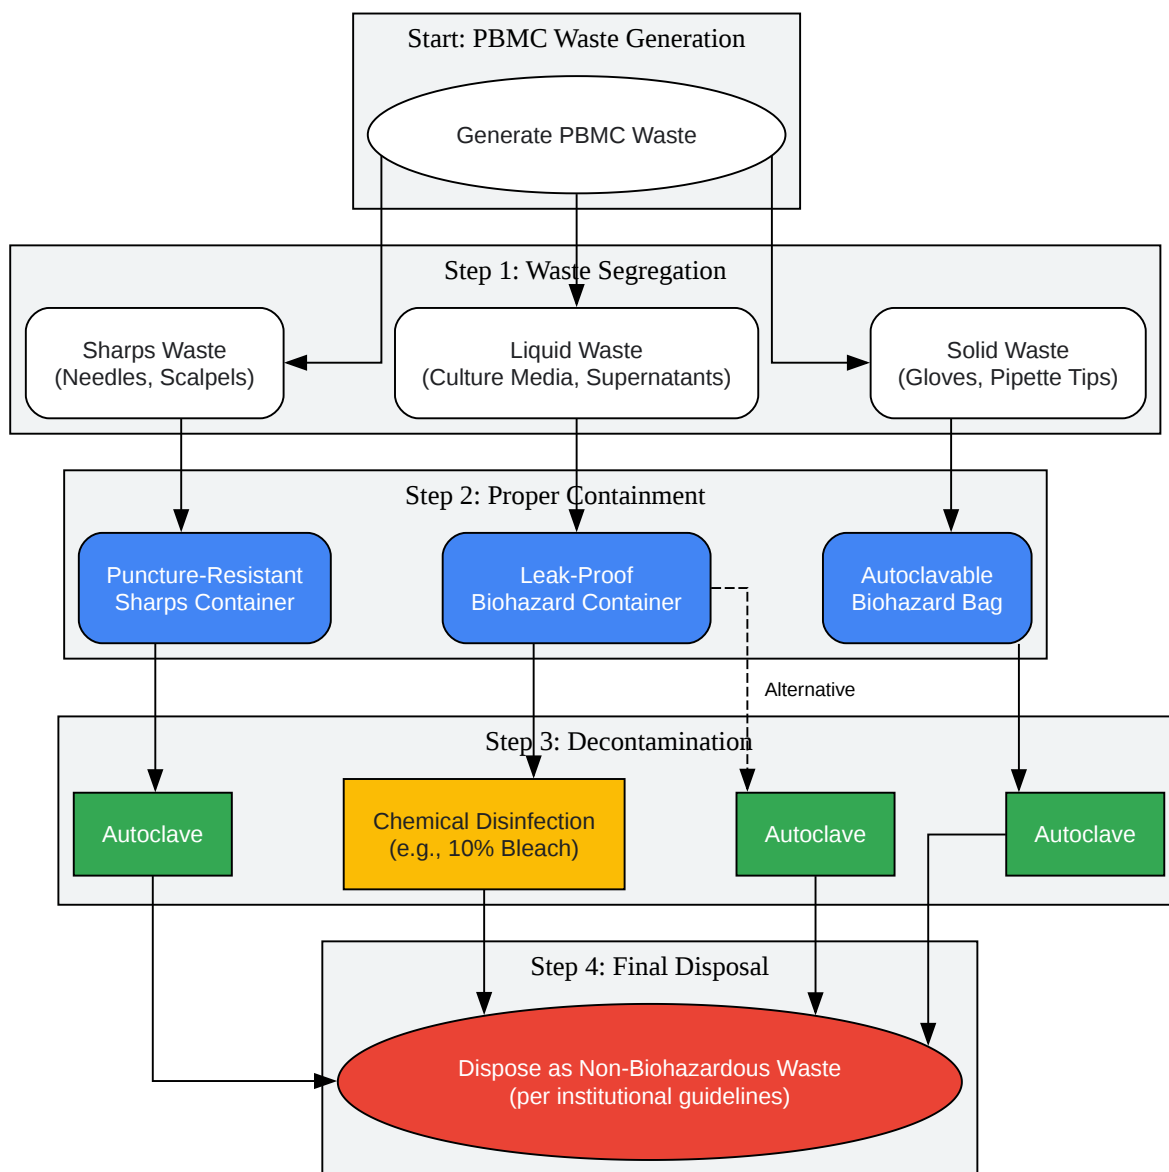 Start: PBMC Waste Generation
Generate PBMC Waste
Step 1: Waste Segregation
Sharps Waste
(Needles, Scalpels)
Liquid Waste
(Culture Media, Supernatants)
Solid Waste
(Gloves, Pipette Tips)
Step 2: Proper Containment
Puncture-Resistant
Sharps Container
Leak-Proof
Biohazard Container
Autoclavable
Biohazard Bag
Alternative
Step 3: Decontamination
Autoclave
Chemical Disinfection
(e.g., 10% Bleach)
Autoclave
Autoclave
Step 4: Final Disposal
Dispose as Non-Biohazardous Waste
(per institutional guidelines)